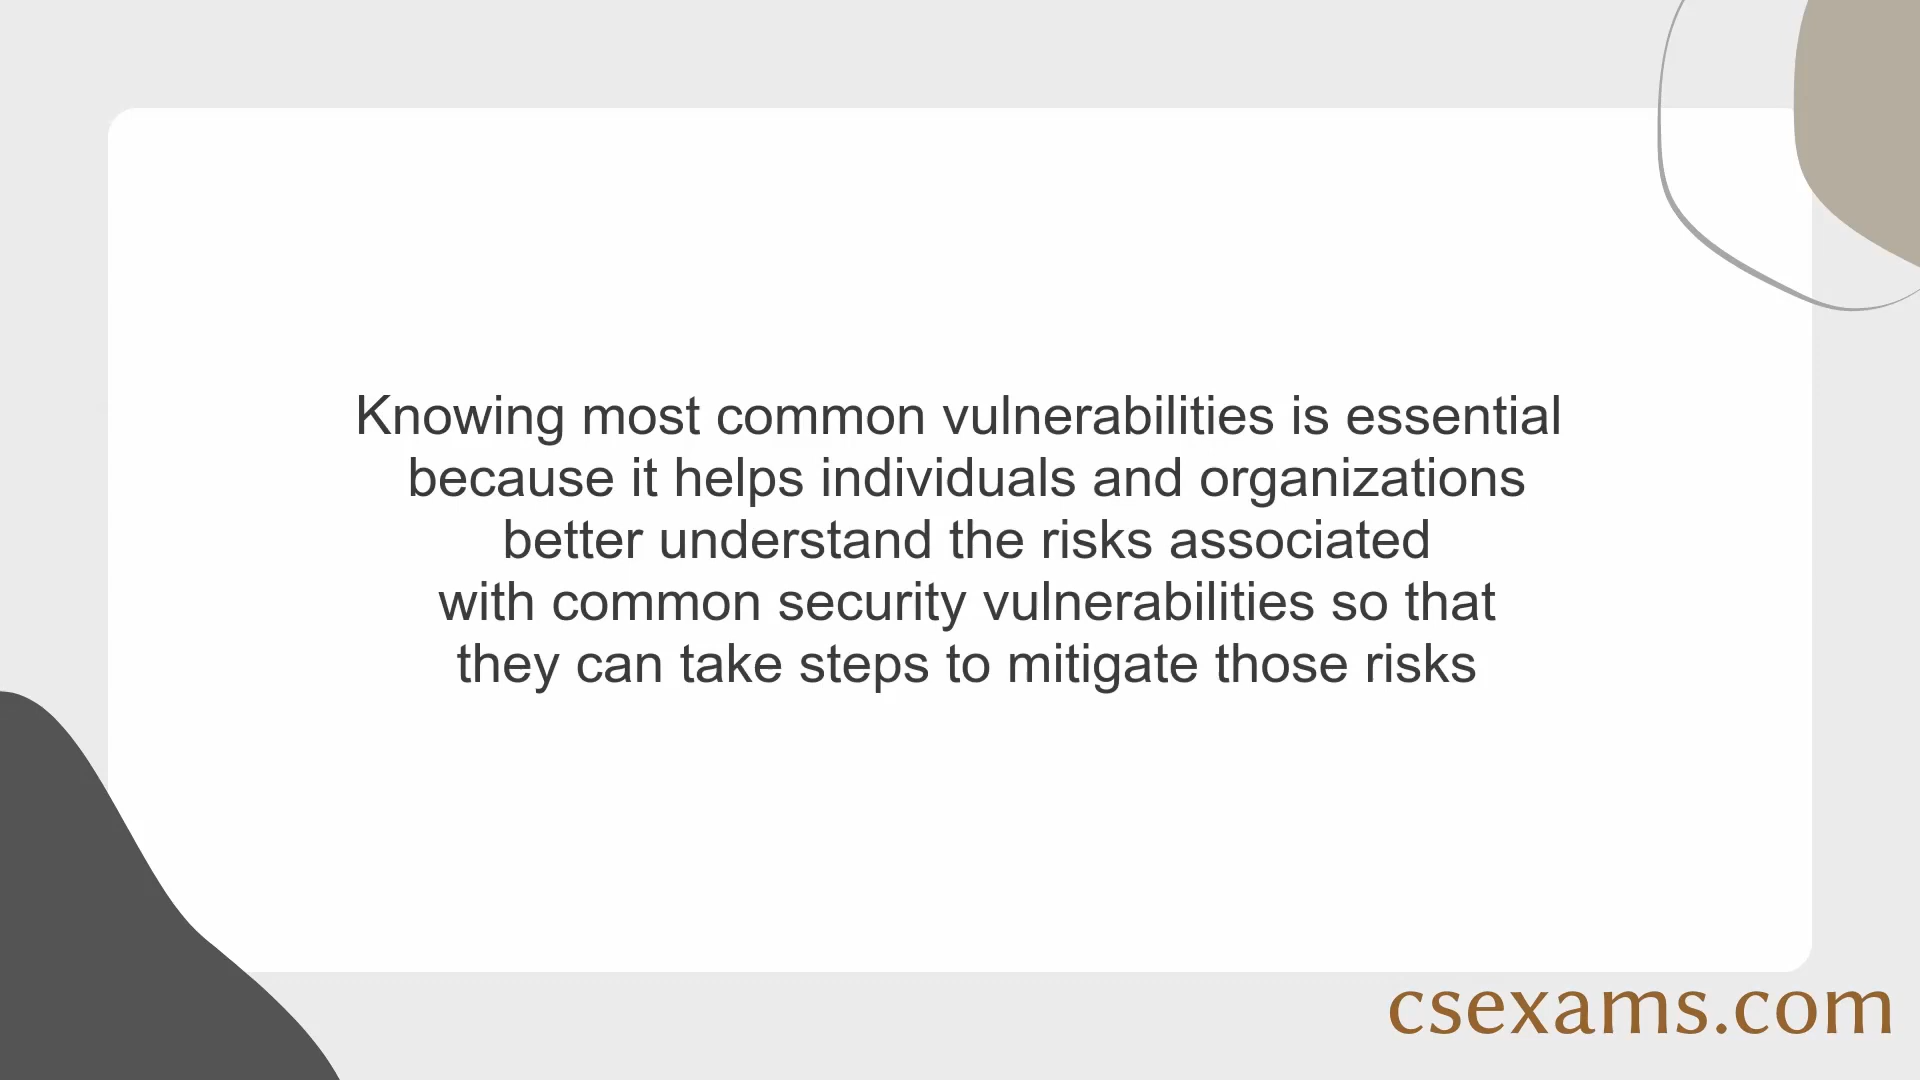 Knowing most common vulnerabilities is essential
because it helps individuals and organizations
better understand the risks associated
with common security vulnerabilities so that
they can take steps to mitigate those risks
csexams.com